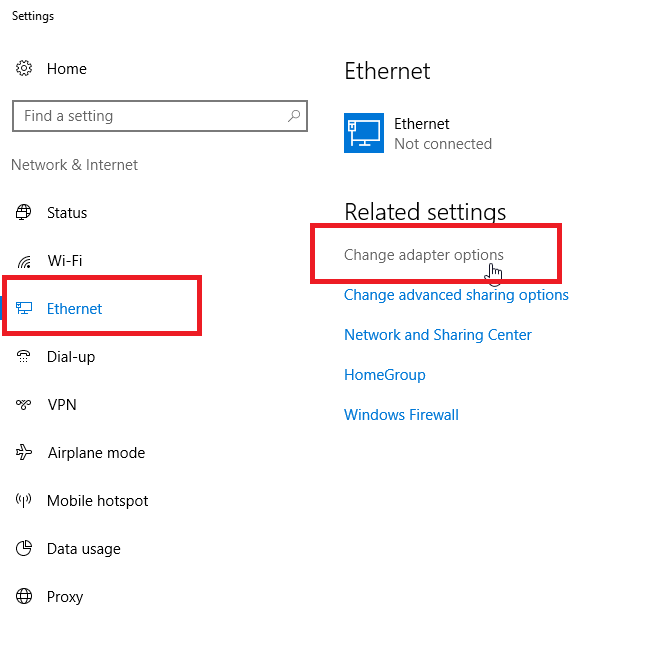 Settings
Home
Find a setting
Network & Internet
Status
Wi-Fi
Ethernet
Dial-up
VPN
Airplane mode
Mobile hotspot
Data usage
Proxy
Ethernet
Ethernet
Not connected
Related settings
Change adapter options
Change advanced sharing options
Network and Sharing Center
HomeGroup
Windows Firewall